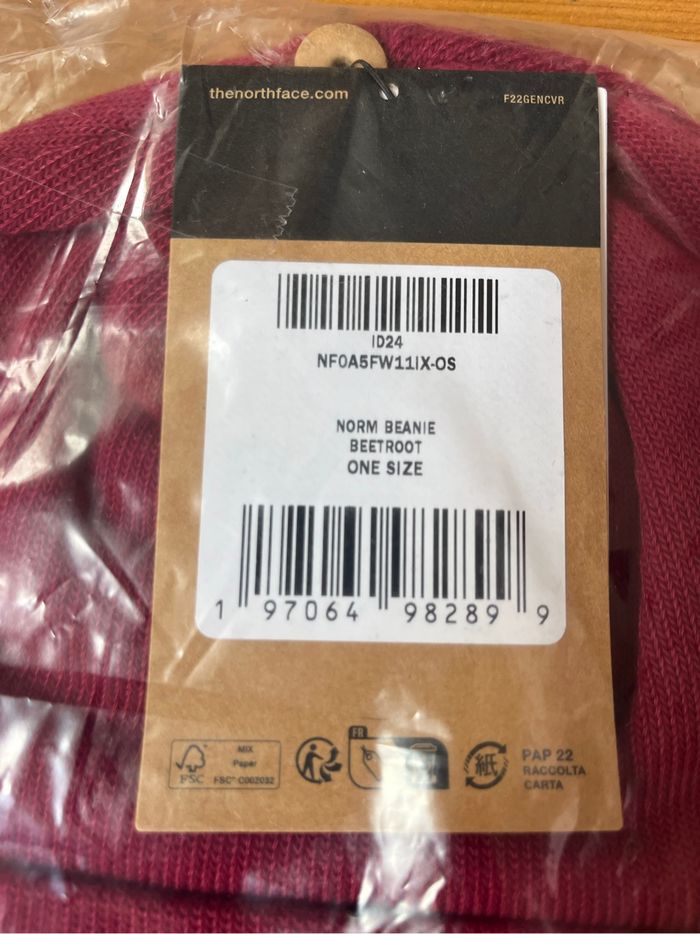 thenorthface.com
F22GENCVR
ID24
NF0A5FW11IX-OS
NORM BEANIE
BEETROOT
ONE SIZE
1 97064 98289 9
FSC
MIX
Paper
FSC™ C002032
FR
紙
PAP 22
RACCOLTA
CARTA